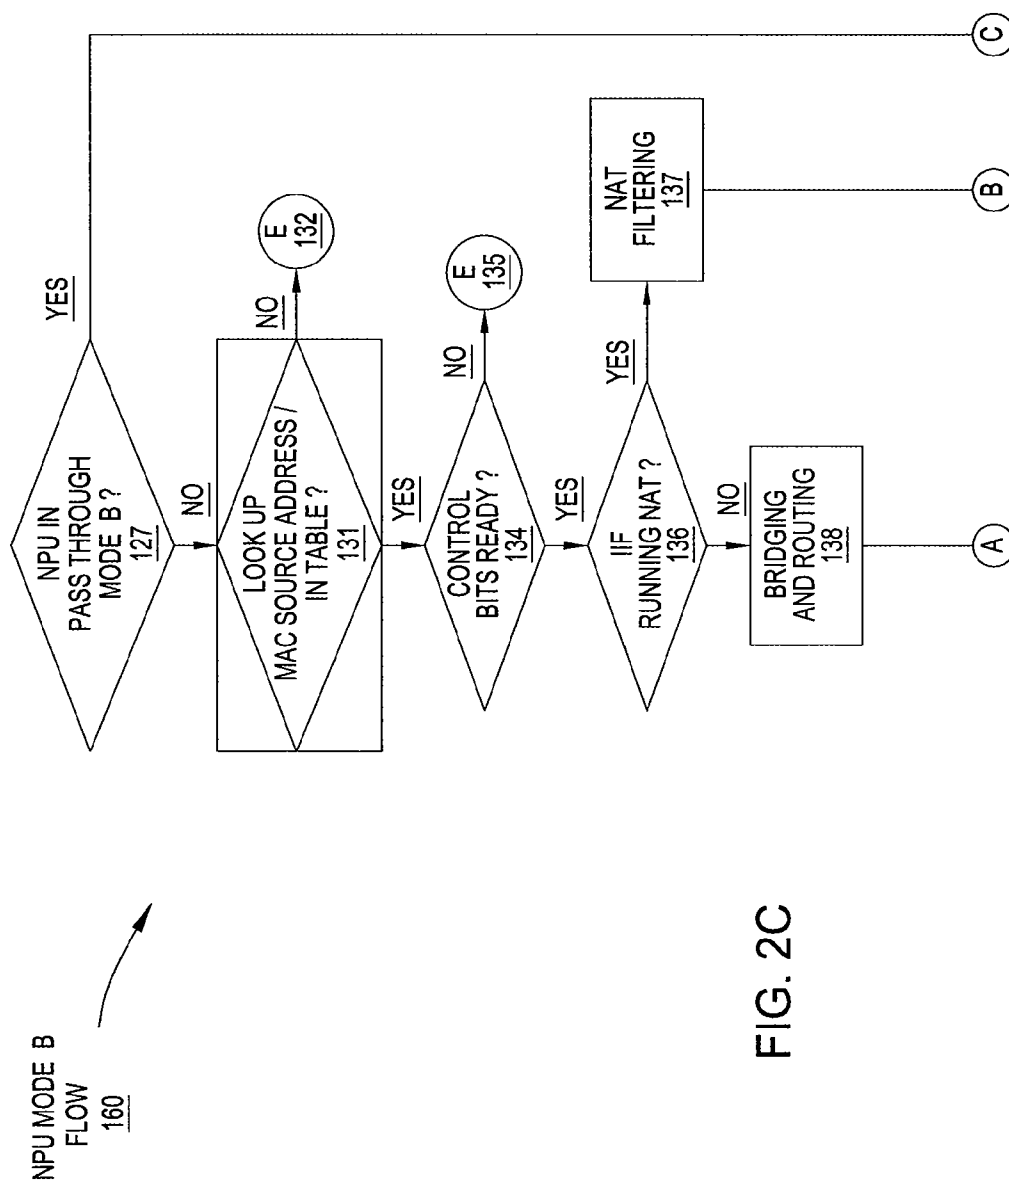 NPU MODE B
FLOW
160
NPU IN
PASS THROUGH
MODE B?
127
YES
NO
LOOK UP
MAC SOURCE ADDRESS /
IN TABLE ?
131
NO
E
132
YES
CONTROL
BITS READY ?
134
NO
E
135
YES
IIF
RUNNING NAT ?
136
YES
NAT
FILTERING
137
NO
BRIDGING
AND ROUTING
138
A
B
C
FIG. 2C